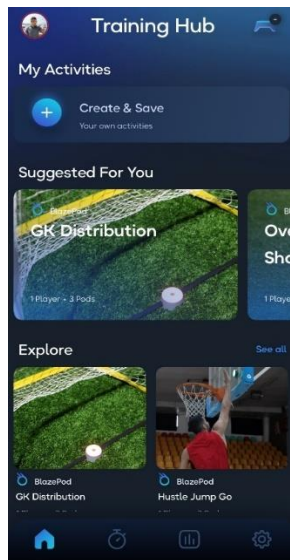 Training Hub
My Activities
Create & Save
Your own activities
Suggested For You
BlazePod
GK Distribution
1 Player • 3 Pods
Explore
See all
BlazePod
GK Distribution
BlazePod
Hustle Jump Go